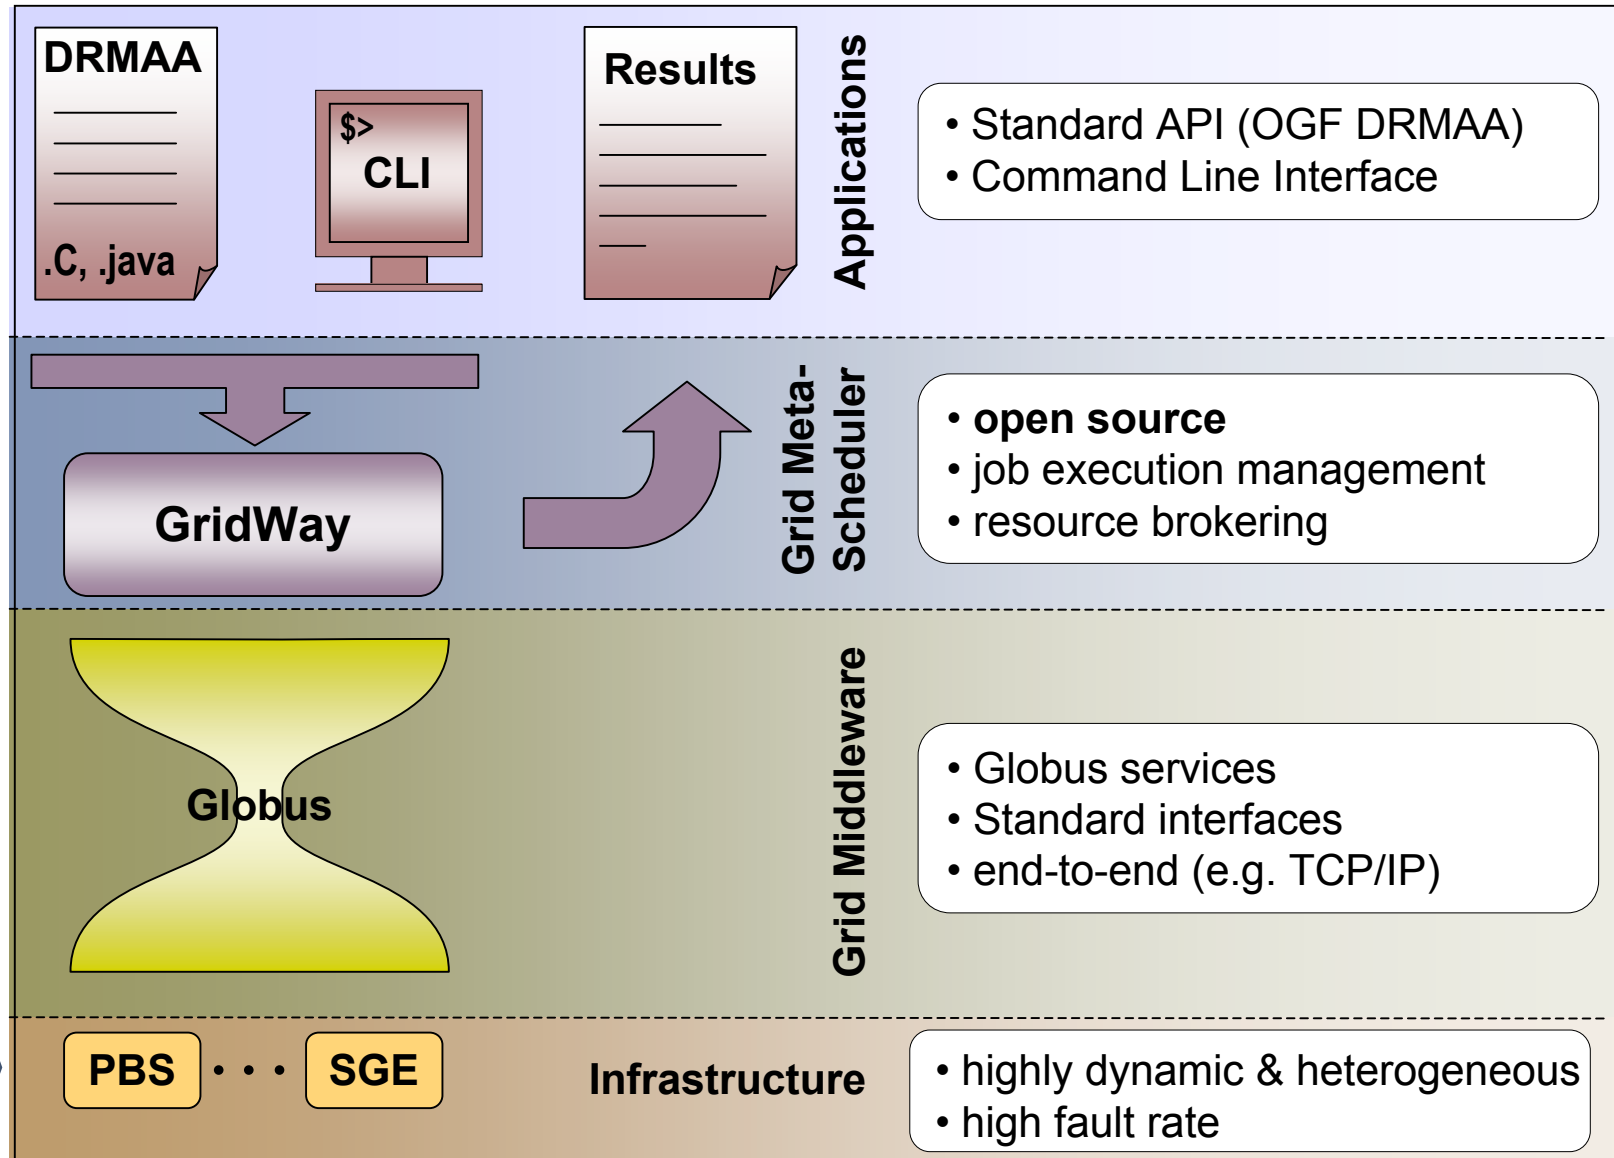 DRMAA
.C, .java
$>
CLI
Results
Applications
• Standard API (OGF DRMAA)
• Command Line Interface
GridWay
Grid Meta-
Scheduler
• open source
• job execution management
• resource brokering
Globus
Grid Middleware
• Globus services
• Standard interfaces
• end-to-end (e.g. TCP/IP)
PBS
• • •
SGE
Infrastructure
• highly dynamic & heterogeneous
• high fault rate